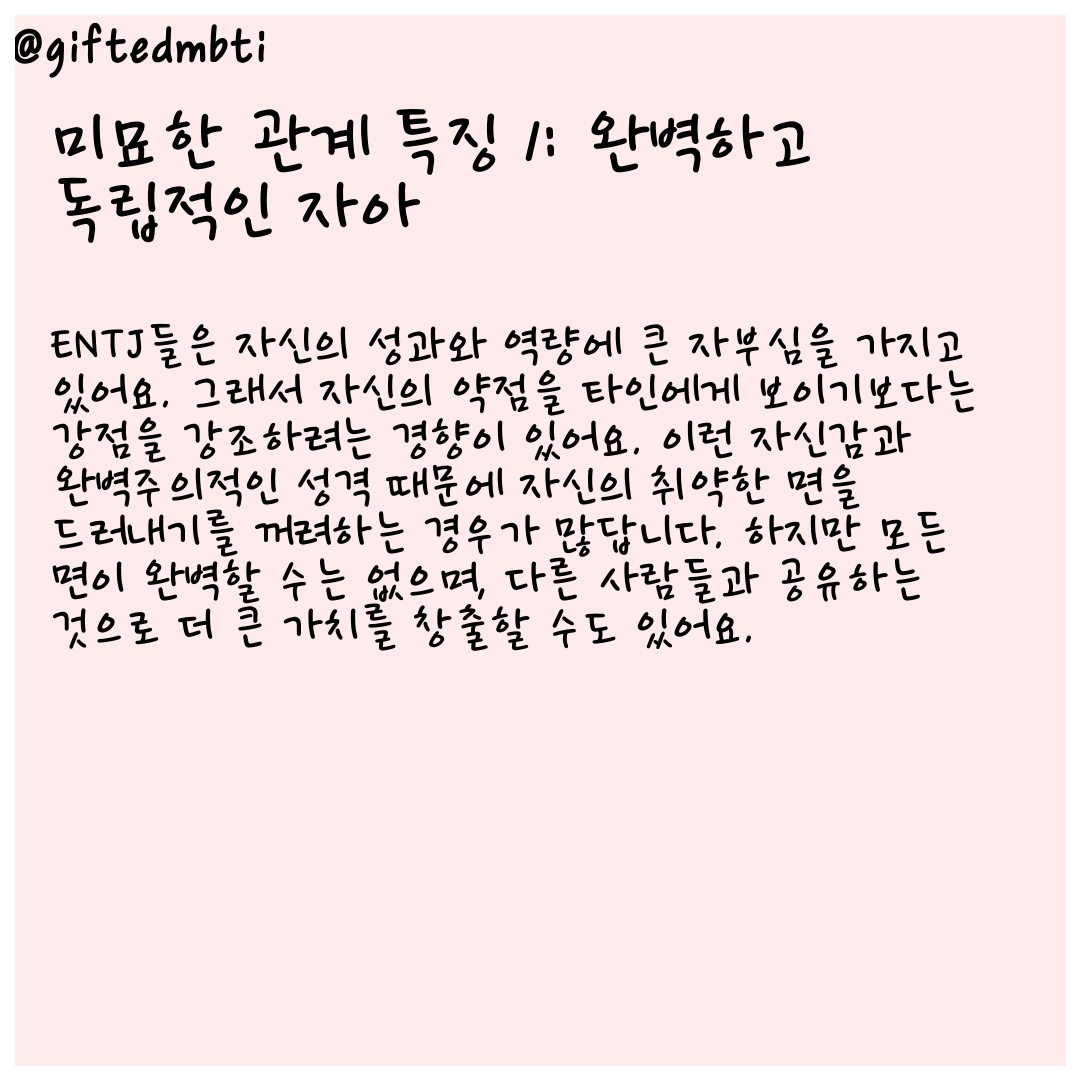 @giftedmbti
미묘한 관계 특징 1: 완벽하고
독립적인 자아
ENTJ들은 자신의 성과와 역량에 큰 자부심을 가지고
있어요. 그래서 자신의 약점을 타인에게 보이기보다는
강점을 강조하려는 경향이 있어요. 이런 자신감과
완벽주의적인 성격 때문에 자신의 취약한 면을
드러내기를 꺼려하는 경우가 많답니다. 하지만 모든
면이 완벽할 수는 없으며, 다른 사람들과 공유하는
것으로 더 큰 가치를 창출할 수도 있어요.